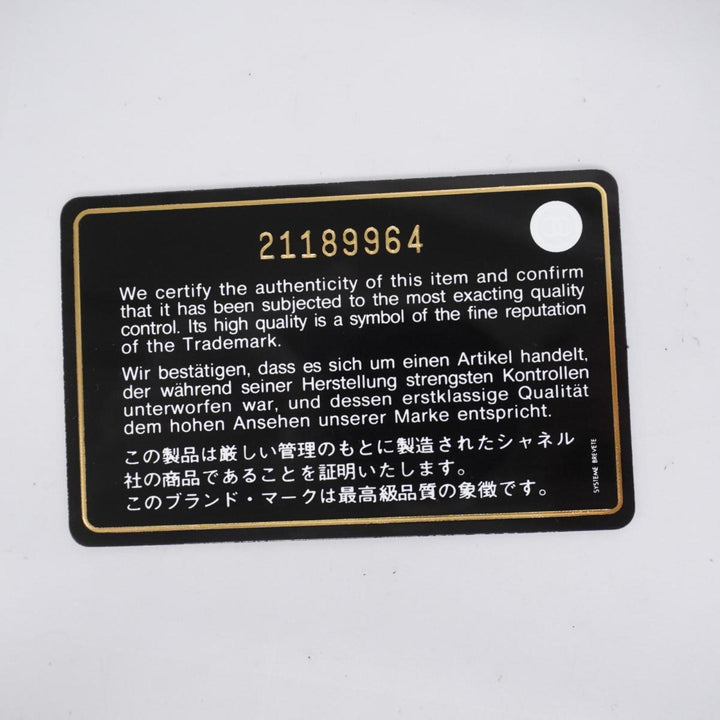 21189964
We certify the authenticity of this item and confirm
that it has been subjected to the most exacting quality
control. Its high quality is a symbol of the fine reputation
of the Trademark.
Wir bestätigen, dass es sich um einen Artikel handelt,
der während seiner Herstellung strengsten Kontrollen
unterworfen war, und dessen erstklassige Qualität
dem hohen Ansehen unserer Marke entspricht.
この製品は厳しい管理のもとに製造されたシャネル
社の商品であることを証明いたします。
このブランド・マークは最高級品質の象徴です。
SYSTEME BREVETE